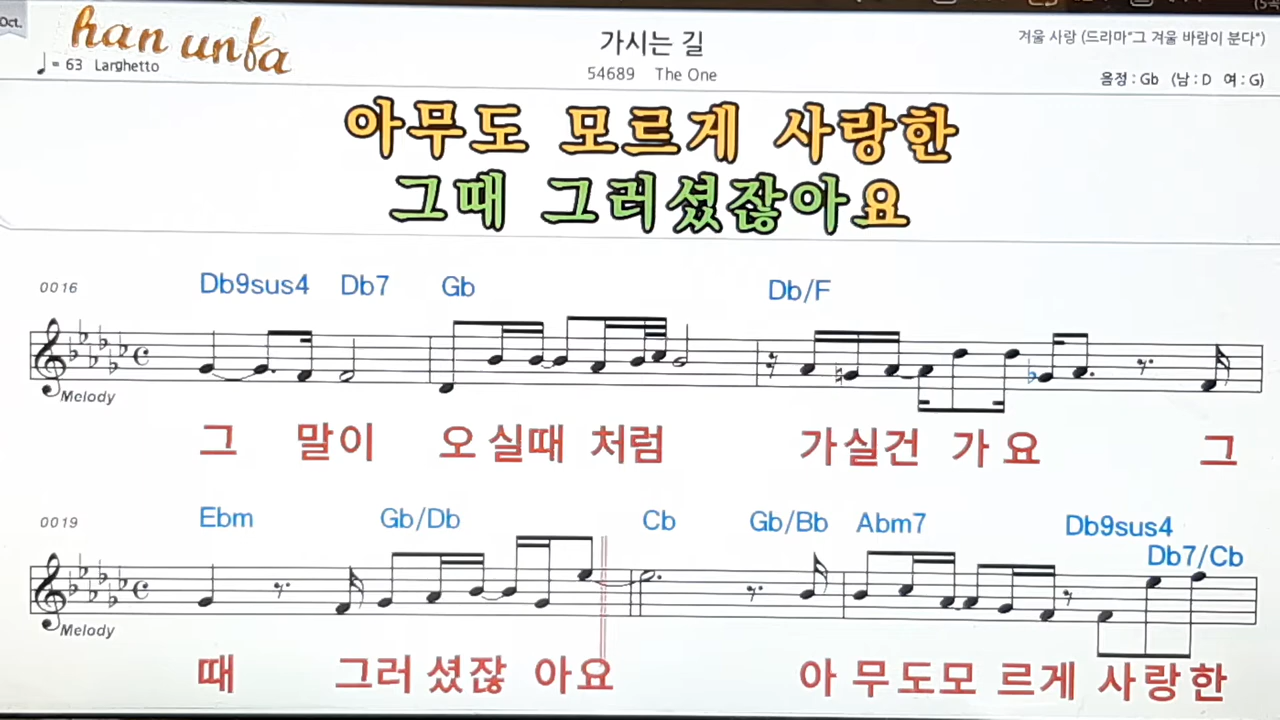 (5곡
Oct.
han unfa
가시는 길
겨울 사랑 (드라마"그 겨울 바람이 분다")
♩ = 63 Larghetto
54689 The One
음정 : Gb (남 : D 여 : G)
아무도 모르게 사랑한
그때 그러셨잖아요
0016 Db9sus4 Db7 Gb Db/F
Melody
그 말이 오 실때 처럼 가실건 가 요 그
0019 Ebm Gb/Db Cb Gb/Bb Abm7 Db9sus4
Db7/Cb
Melody
때 그러 셨잖 아요 아 무도모 르게 사랑한